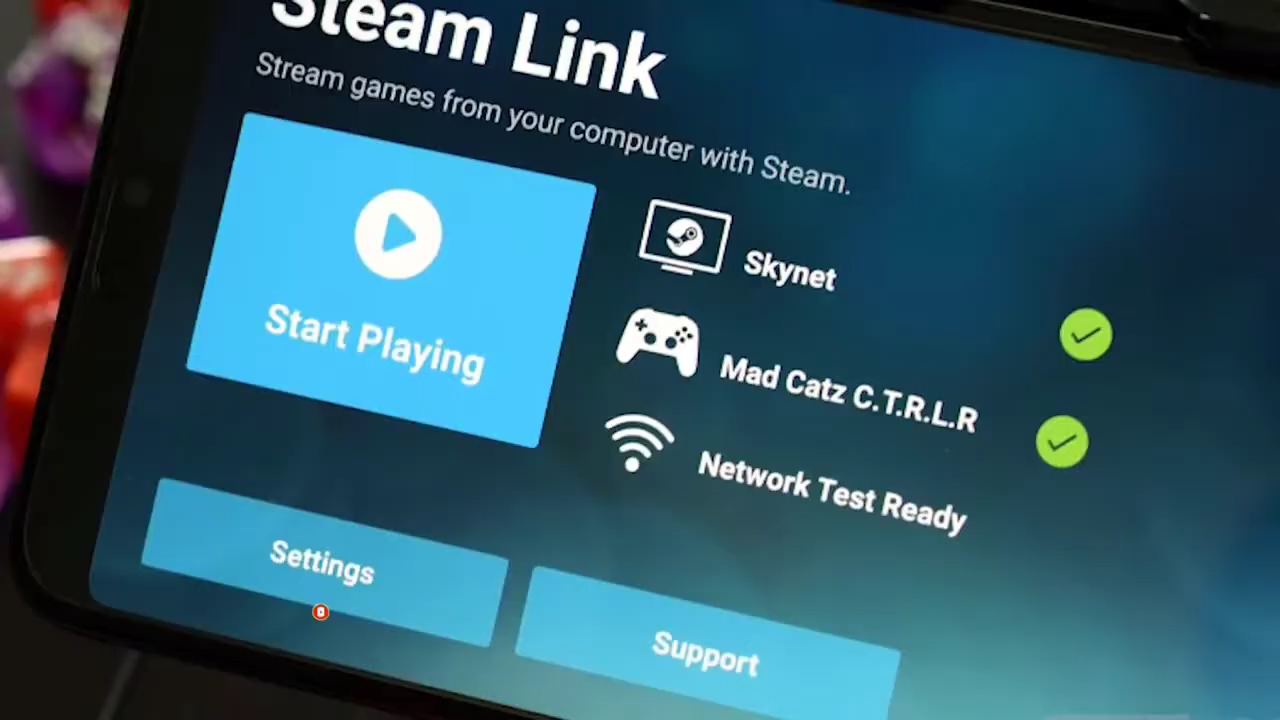 Steam Link
Stream games from your computer with Steam.
Start Playing
Skynet
Mad Catz C.T.R.L.R
Network Test Ready
Settings
Support